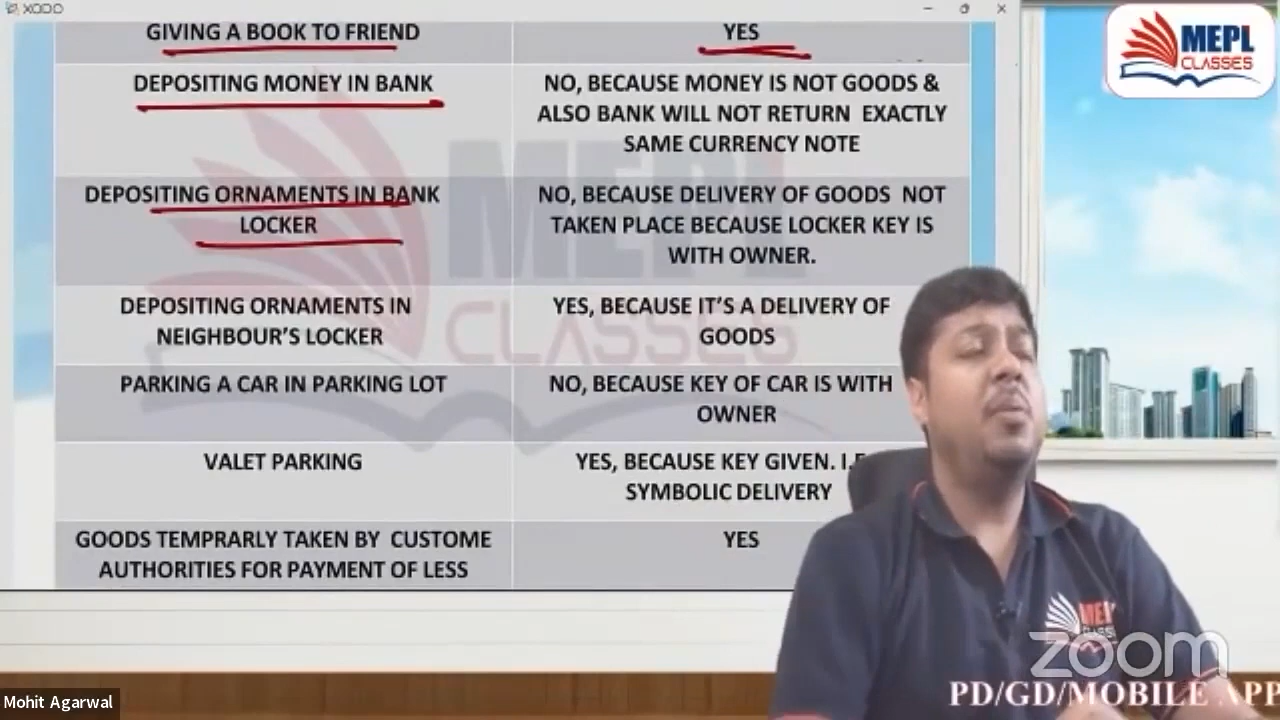 XODO
GIVING A BOOK TO FRIEND
YES
DEPOSITING MONEY IN BANK
NO, BECAUSE MONEY IS NOT GOODS &
ALSO BANK WILL NOT RETURN EXACTLY
SAME CURRENCY NOTE
DEPOSITING ORNAMENTS IN BANK
LOCKER
NO, BECAUSE DELIVERY OF GOODS NOT
TAKEN PLACE BECAUSE LOCKER KEY IS
WITH OWNER.
DEPOSITING ORNAMENTS IN
NEIGHBOUR'S LOCKER
YES, BECAUSE IT'S A DELIVERY OF
GOODS
PARKING A CAR IN PARKING LOT
NO, BECAUSE KEY OF CAR IS WITH
OWNER
VALET PARKING
YES, BECAUSE KEY GIVEN. I.E
SYMBOLIC DELIVERY
GOODS TEMPRARLY TAKEN BY CUSTOME
AUTHORITIES FOR PAYMENT OF LESS
YES
MEPL
CLASSES
MEPL
CLASSES
MEPL
zoom
PD/GD/MOBILE APP
Mohit Agarwal